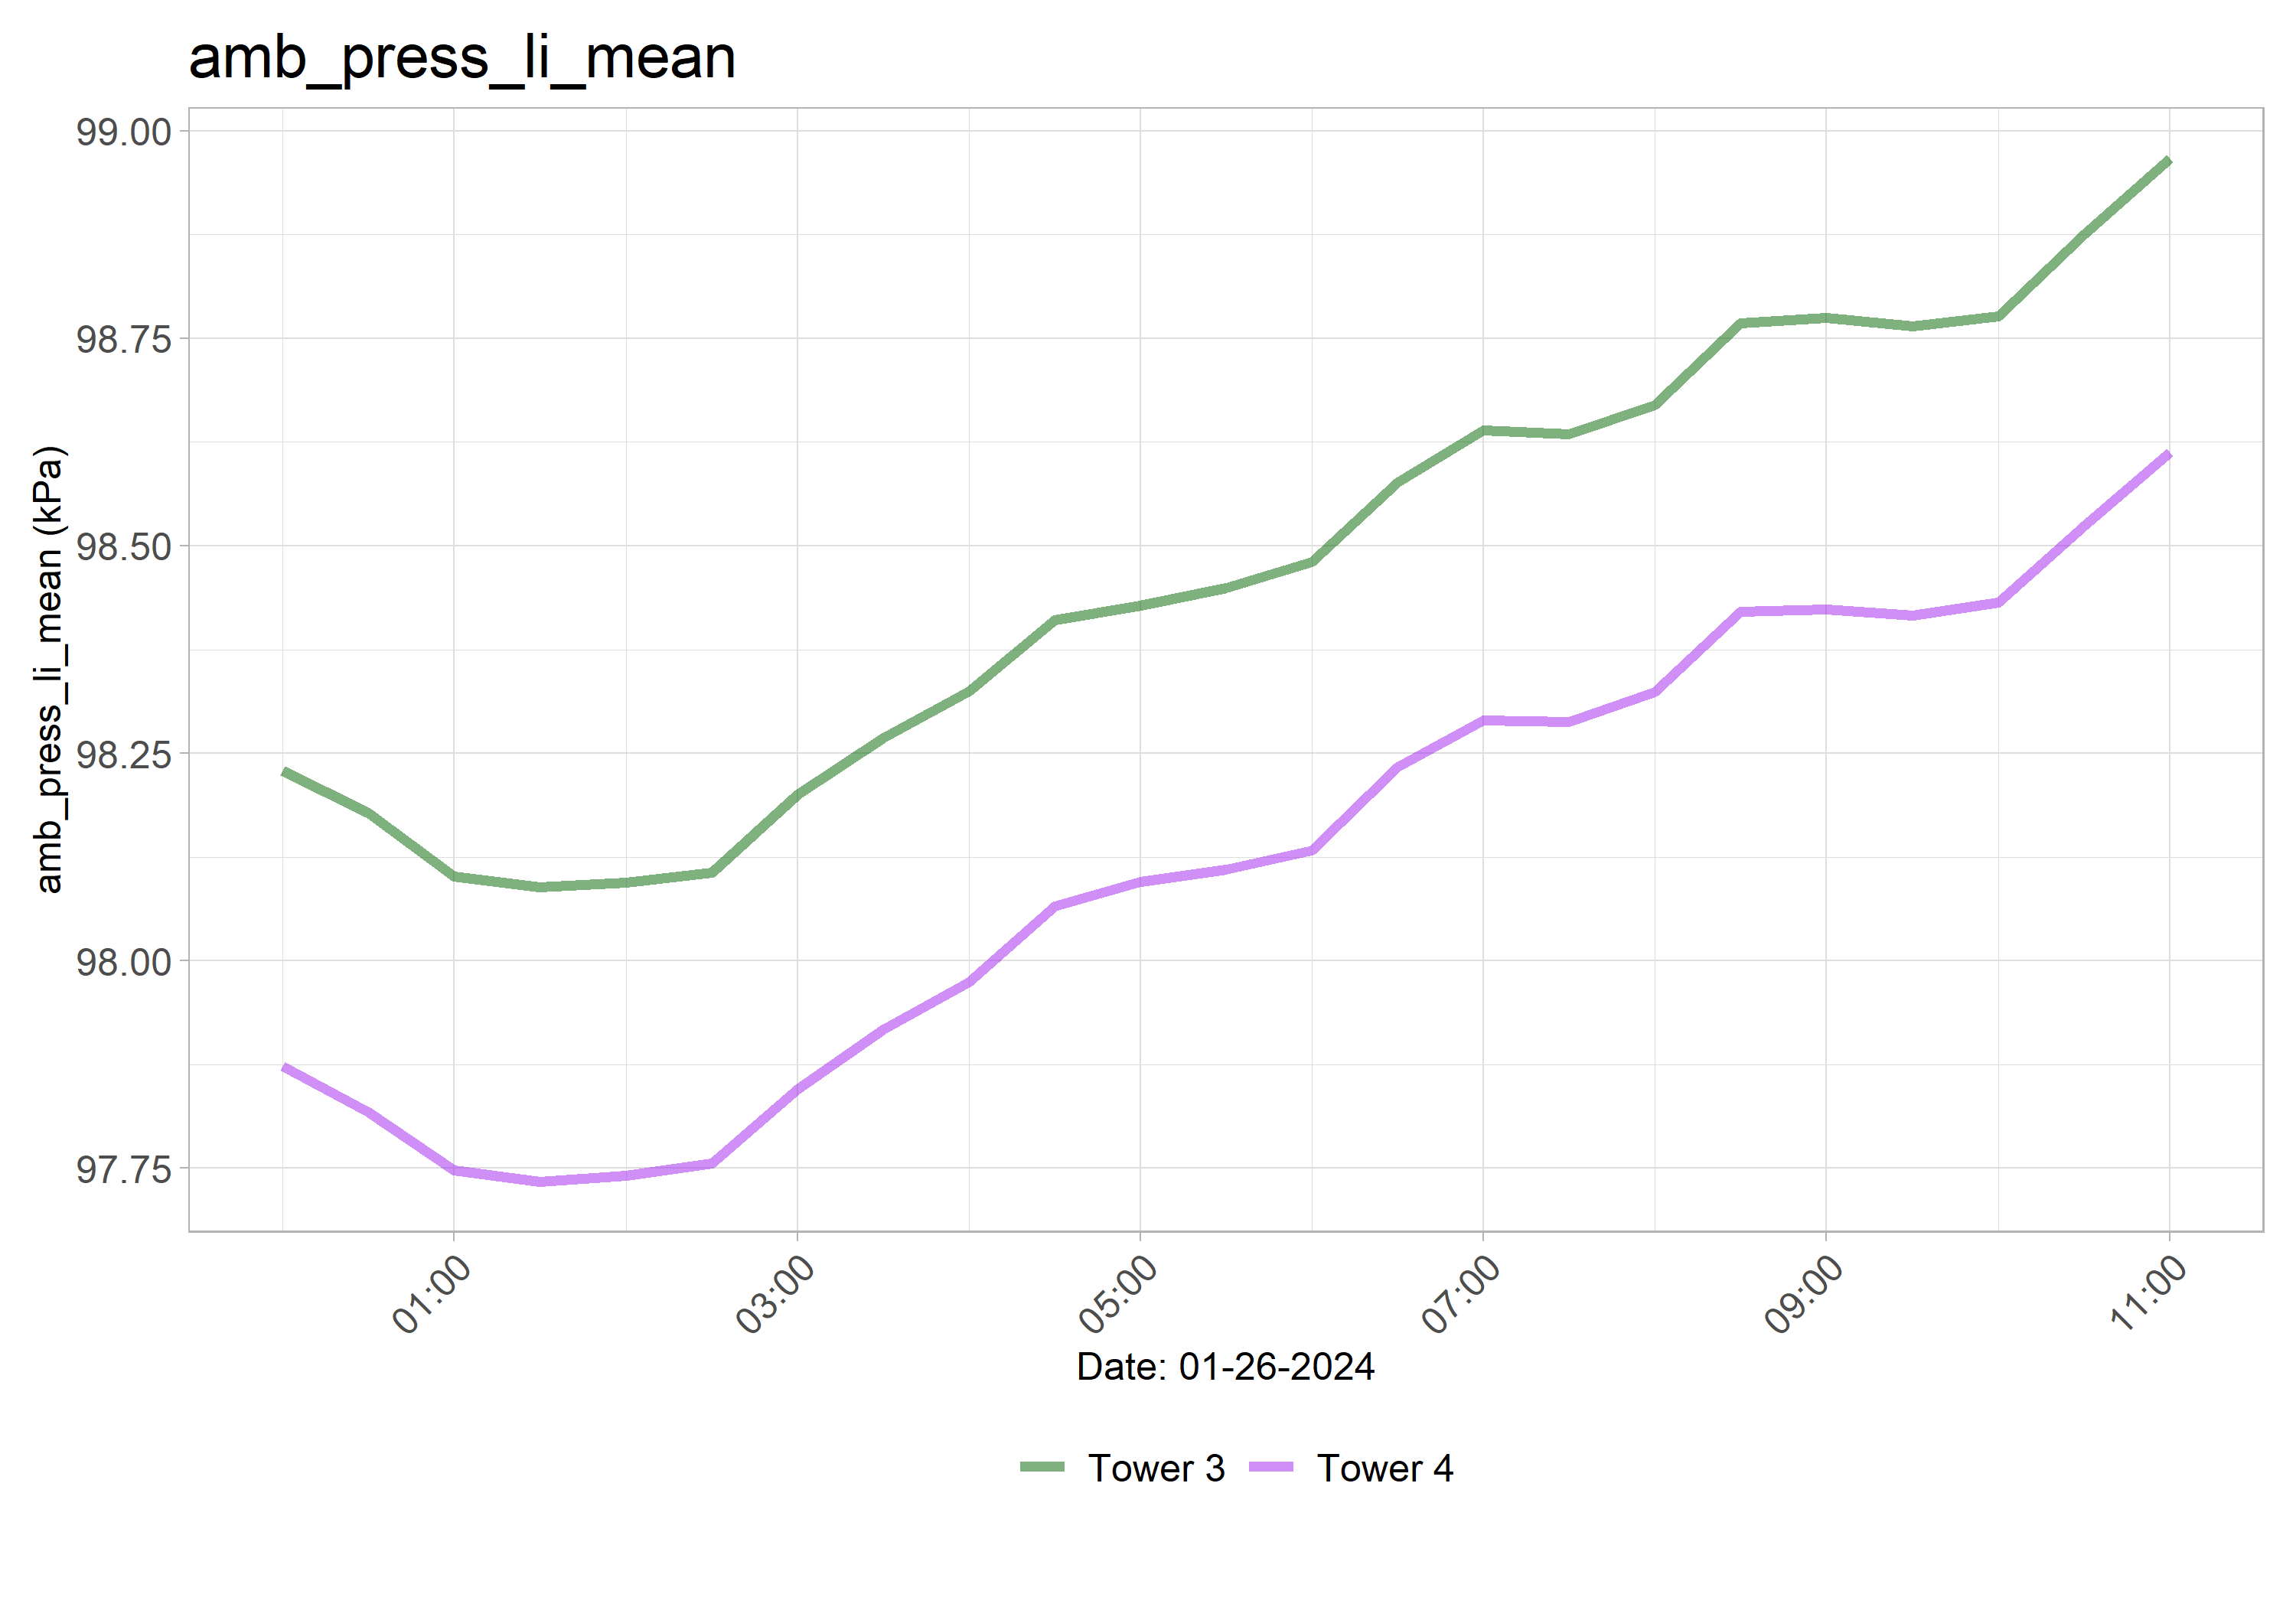 amb_press_li_mean
amb_press_li_mean (kPa)
99.00
98.75
98.50
98.25
98.00
97.75
01:00 03:00 05:00 07:00 09:00 11:00
Date: 01-26-2024
Tower 3 Tower 4